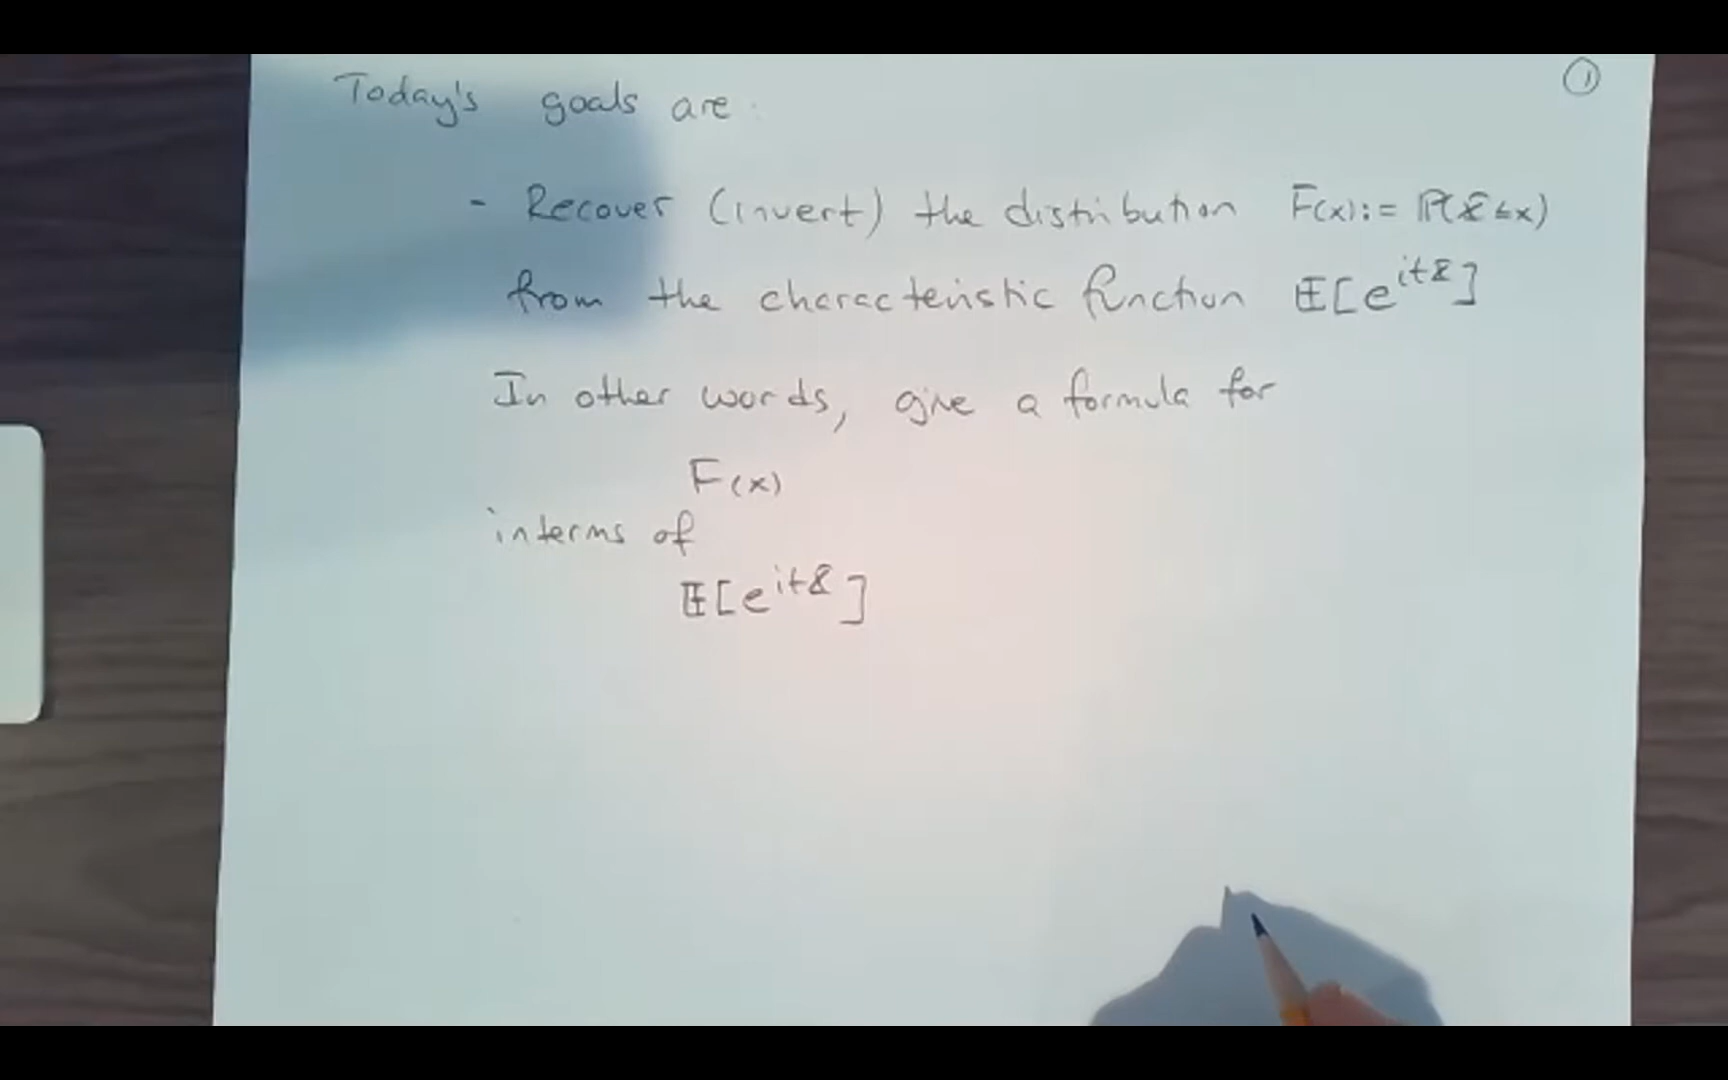 ①
Today's goals are:
- Recover (invert) the distribution F(x) := ℙ(X ≤ x)
from the characteristic function 𝔼[e^{itX}]
In other words, give a formula for
F(x)
interms of
𝔼[e^{itX}]